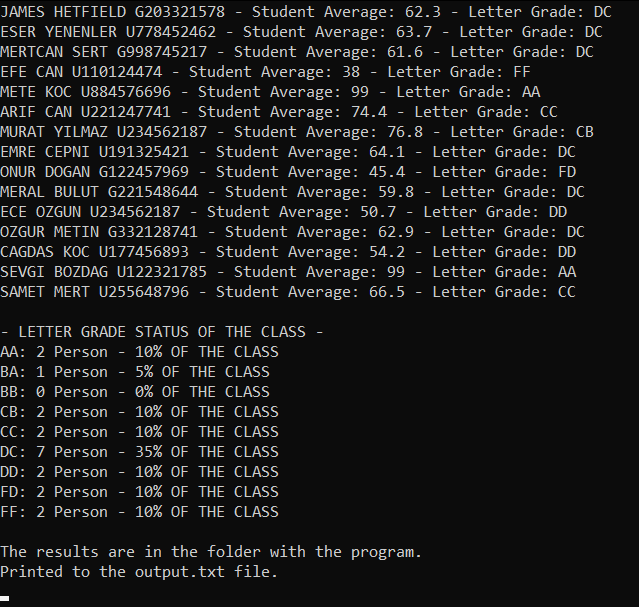 JAMES HETFIELD G203321578 - Student Average: 62.3 - Letter Grade: DC
ESER YENENLER U778452462 - Student Average: 63.7 - Letter Grade: DC
MERTCAN SERT G998745217 - Student Average: 61.6 - Letter Grade: DC
EFE CAN U110124474 - Student Average: 38 - Letter Grade: FF
METE KOC U884576696 - Student Average: 99 - Letter Grade: AA
ARIF CAN U221247741 - Student Average: 74.4 - Letter Grade: CC
MURAT YILMAZ U234562187 - Student Average: 76.8 - Letter Grade: CB
EMRE CEPNI U191325421 - Student Average: 64.1 - Letter Grade: DC
ONUR DOGAN G122457969 - Student Average: 45.4 - Letter Grade: FD
MERAL BULUT G221548644 - Student Average: 59.8 - Letter Grade: DC
ECE OZGUN U234562187 - Student Average: 50.7 - Letter Grade: DD
OZGUR METIN G332128741 - Student Average: 62.9 - Letter Grade: DC
CAGDAS KOC U177456893 - Student Average: 54.2 - Letter Grade: DD
SEVGI BOZDAG U122321785 - Student Average: 99 - Letter Grade: AA
SAMET MERT U255648796 - Student Average: 66.5 - Letter Grade: CC
- LETTER GRADE STATUS OF THE CLASS -
AA: 2 Person - 10% OF THE CLASS
BA: 1 Person - 5% OF THE CLASS
BB: 0 Person - 0% OF THE CLASS
CB: 2 Person - 10% OF THE CLASS
CC: 2 Person - 10% OF THE CLASS
DC: 7 Person - 35% OF THE CLASS
DD: 2 Person - 10% OF THE CLASS
FD: 2 Person - 10% OF THE CLASS
FF: 2 Person - 10% OF THE CLASS
The results are in the folder with the program.
Printed to the output.txt file.